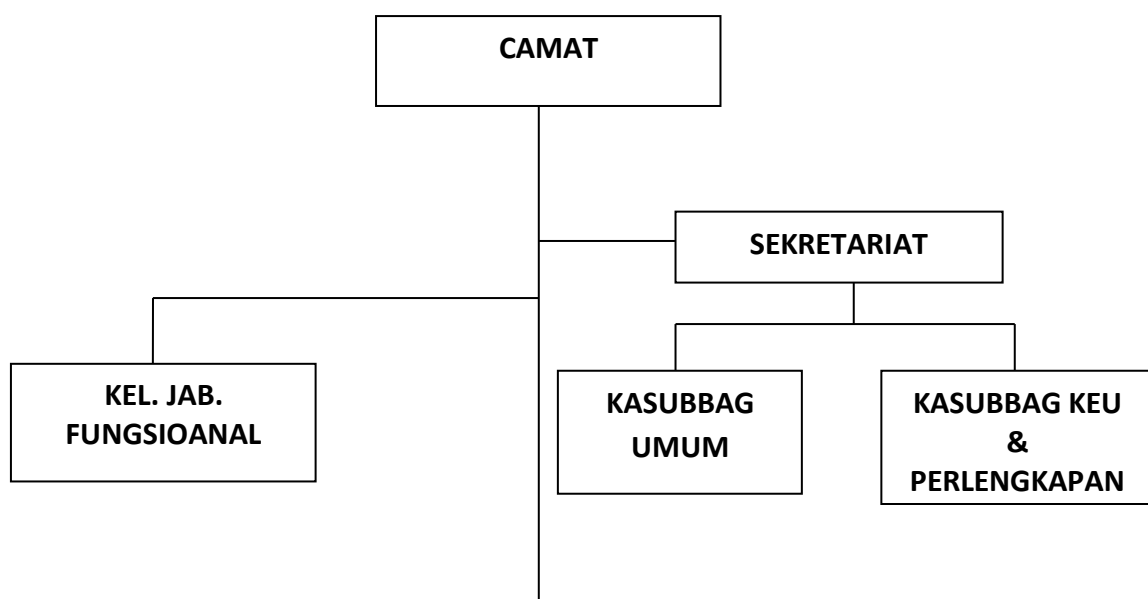 CAMAT
SEKRETARIAT
KEL. JAB.
FUNGSIOANAL
KASUBBAG
UMUM
KASUBBAG KEU
&
PERLENGKAPAN